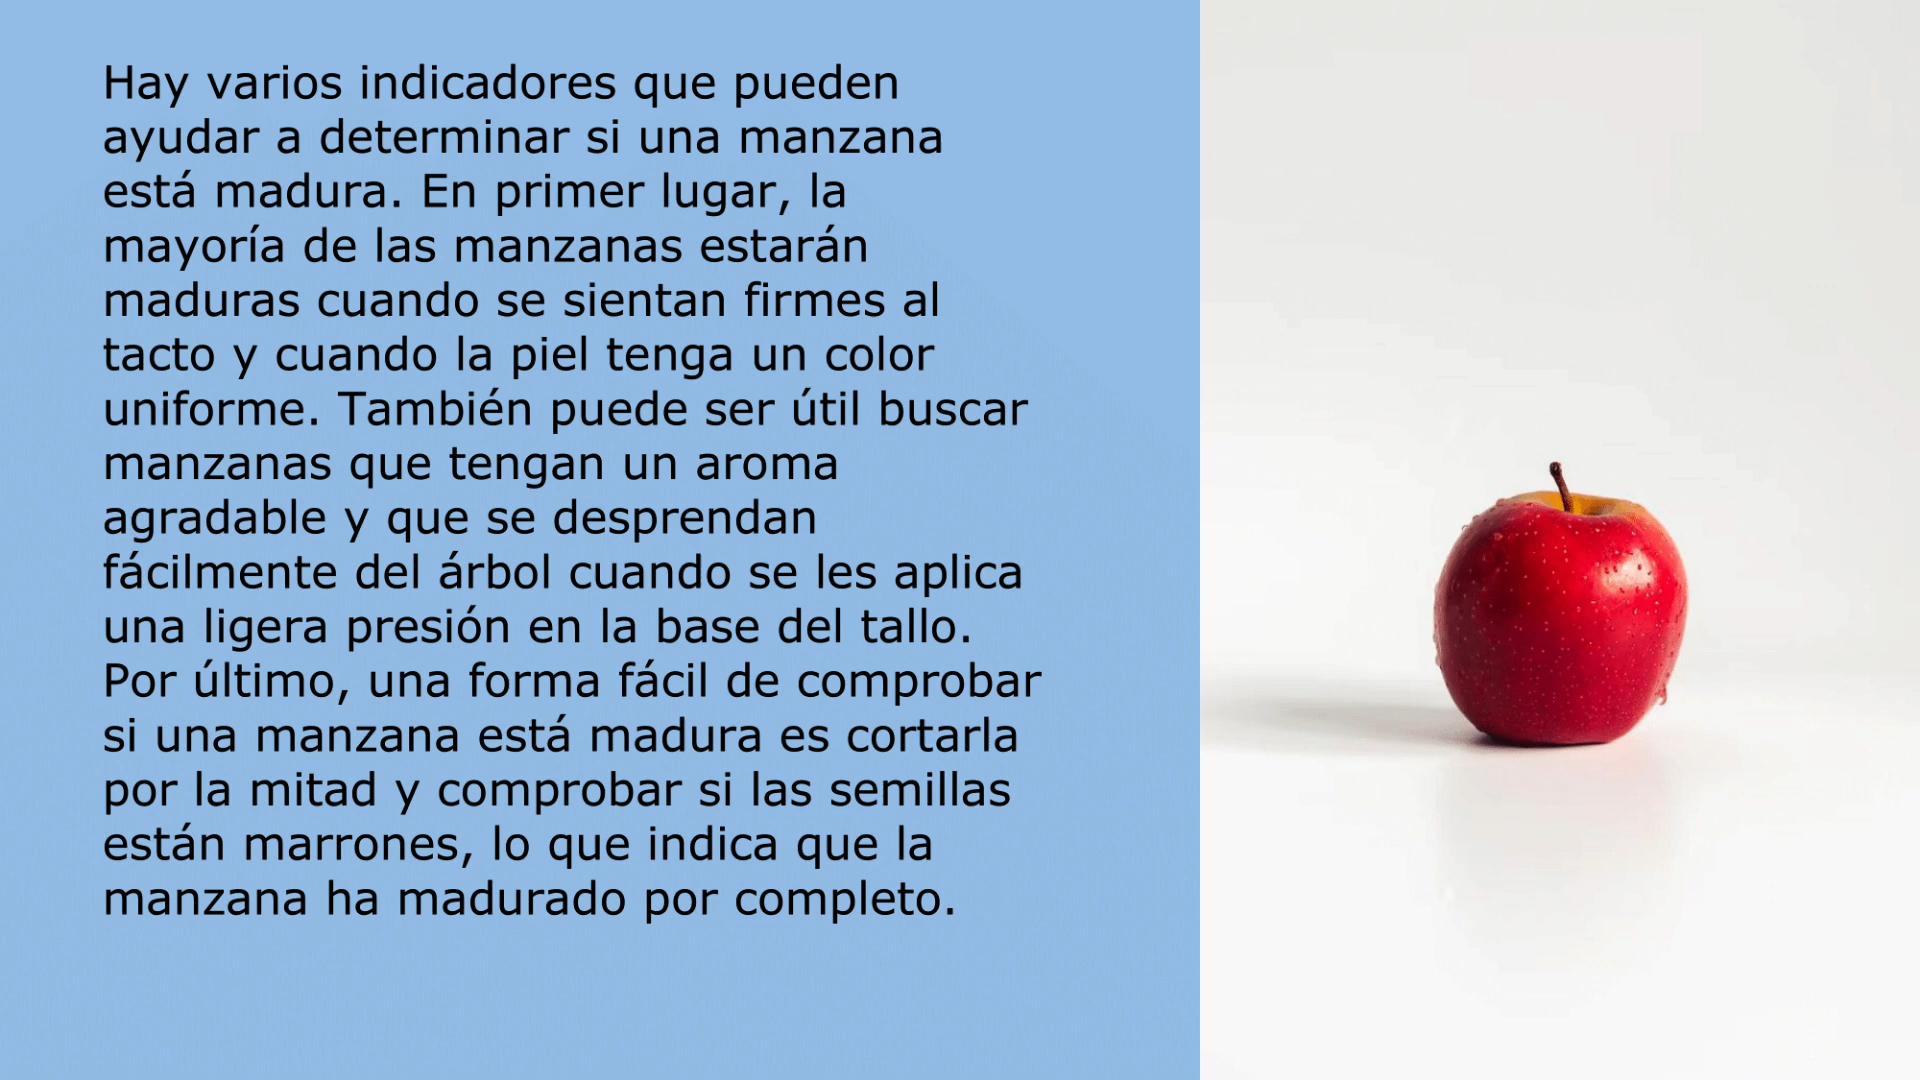 Hay varios indicadores que pueden
ayudar a determinar si una manzana
está madura. En primer lugar, la
mayoría de las manzanas estarán
maduras cuando se sientan firmes al
tacto y cuando la piel tenga un color
uniforme. También puede ser útil buscar
manzanas que tengan un aroma
agradable y que se desprendan
fácilmente del árbol cuando se les aplica
una ligera presión en la base del tallo.
Por último, una forma fácil de comprobar
si una manzana está madura es cortarla
por la mitad y comprobar si las semillas
están marrones, lo que indica que la
manzana ha madurado por completo.